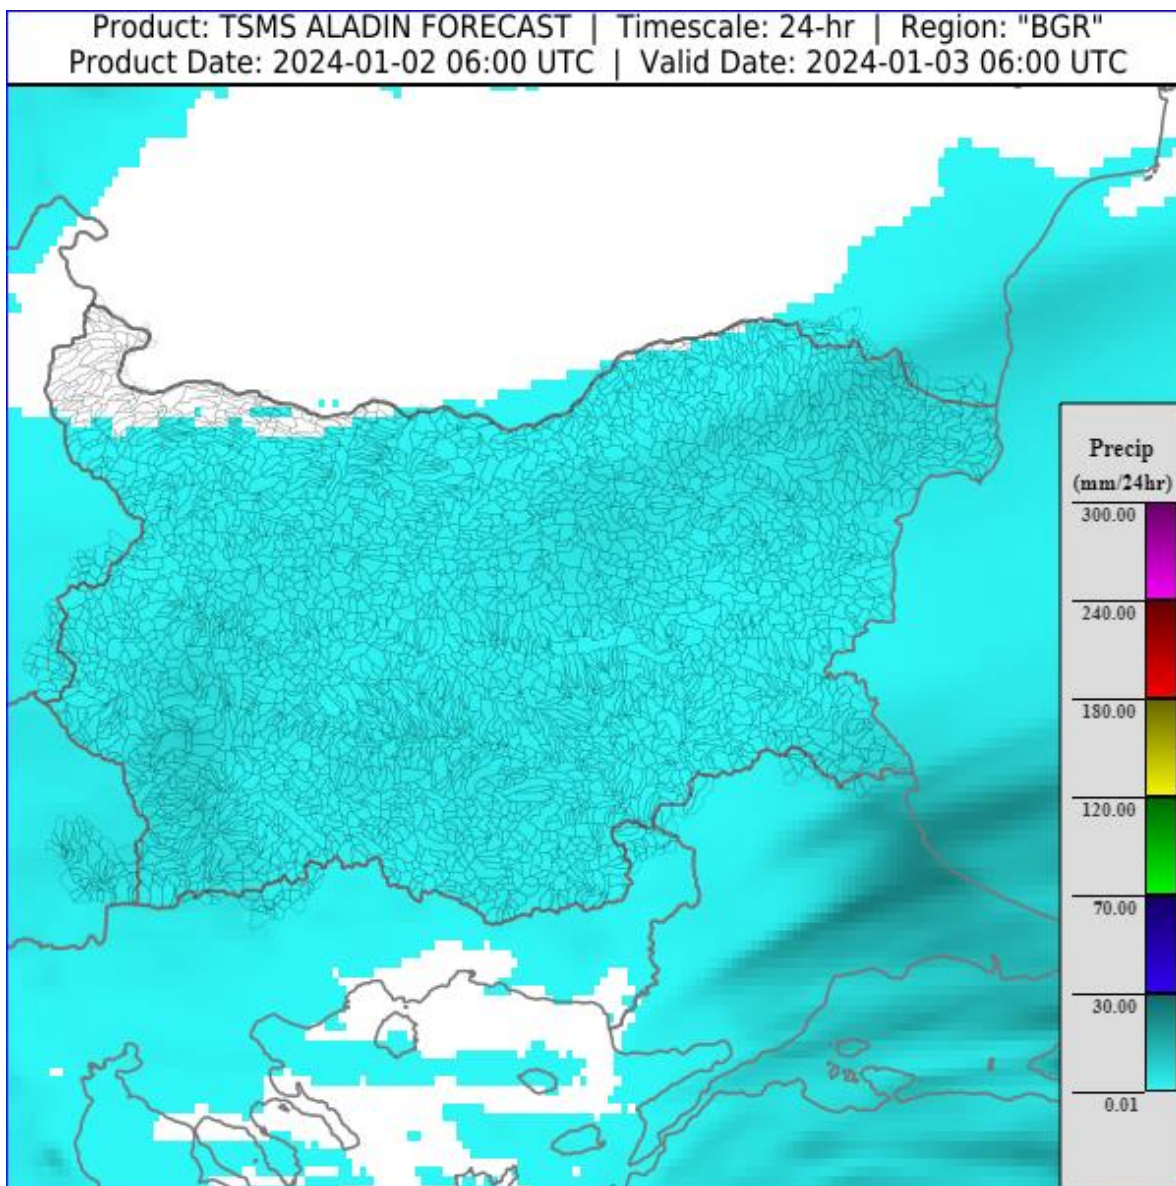 Product: TSMS ALADIN FORECAST | Timescale: 24-hr | Region: "BGR"
Product Date: 2024-01-02 06:00 UTC | Valid Date: 2024-01-03 06:00 UTC
Precip
(mm/24hr)
300.00
240.00
180.00
120.00
70.00
30.00
0.01